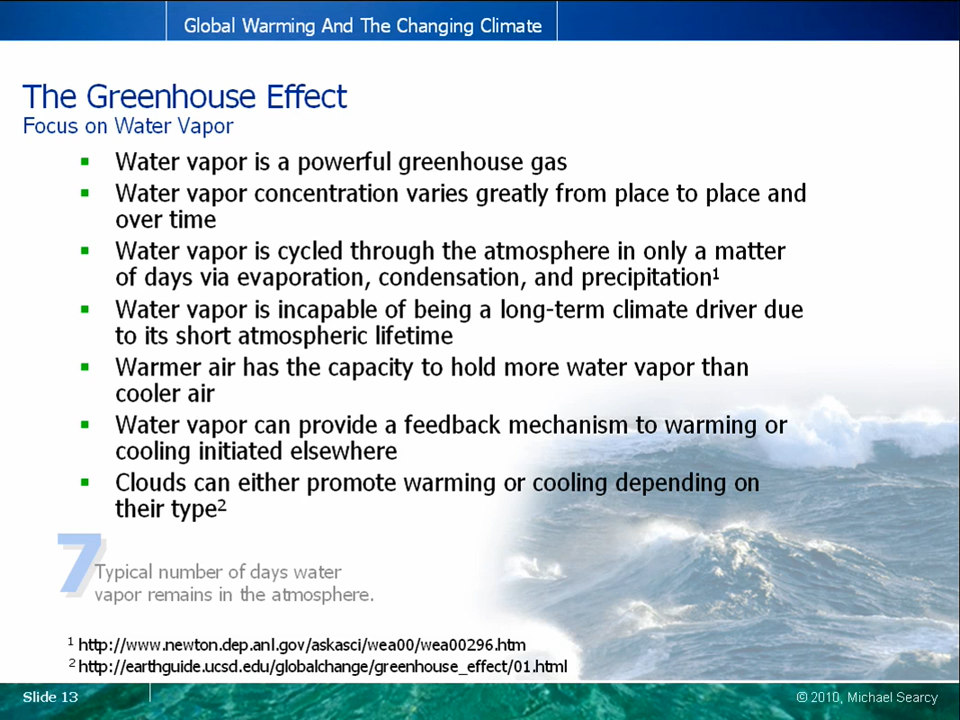 Global Warming And The Changing Climate
The Greenhouse Effect
Focus on Water Vapor
▪ Water vapor is a powerful greenhouse gas
▪ Water vapor concentration varies greatly from place to place and
over time
▪ Water vapor is cycled through the atmosphere in only a matter
of days via evaporation, condensation, and precipitation¹
▪ Water vapor is incapable of being a long-term climate driver due
to its short atmospheric lifetime
▪ Warmer air has the capacity to hold more water vapor than
cooler air
▪ Water vapor can provide a feedback mechanism to warming or
cooling initiated elsewhere
▪ Clouds can either promote warming or cooling depending on
their type²
7
Typical number of days water
vapor remains in the atmosphere.
¹ http://www.newton.dep.anl.gov/askasci/wea00/wea00296.htm
² http://earthguide.ucsd.edu/globalchange/greenhouse_effect/01.html
Slide 13
© 2010, Michael Searcy